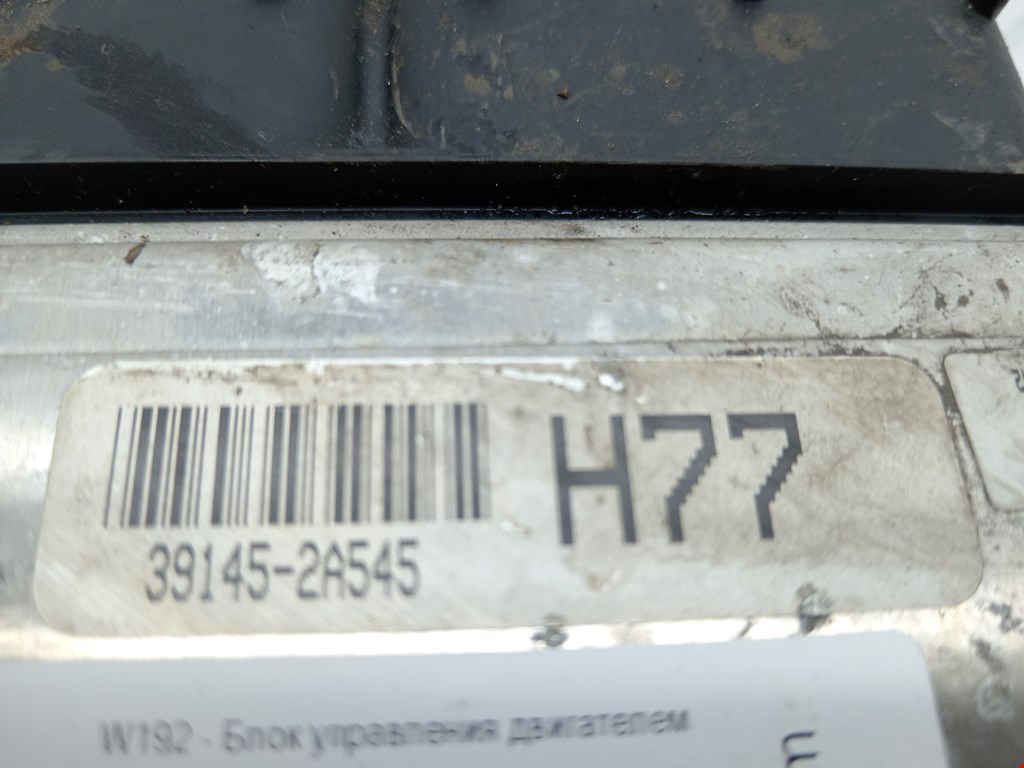 H77
39145-2A545
W192 - Блок управления двигателем